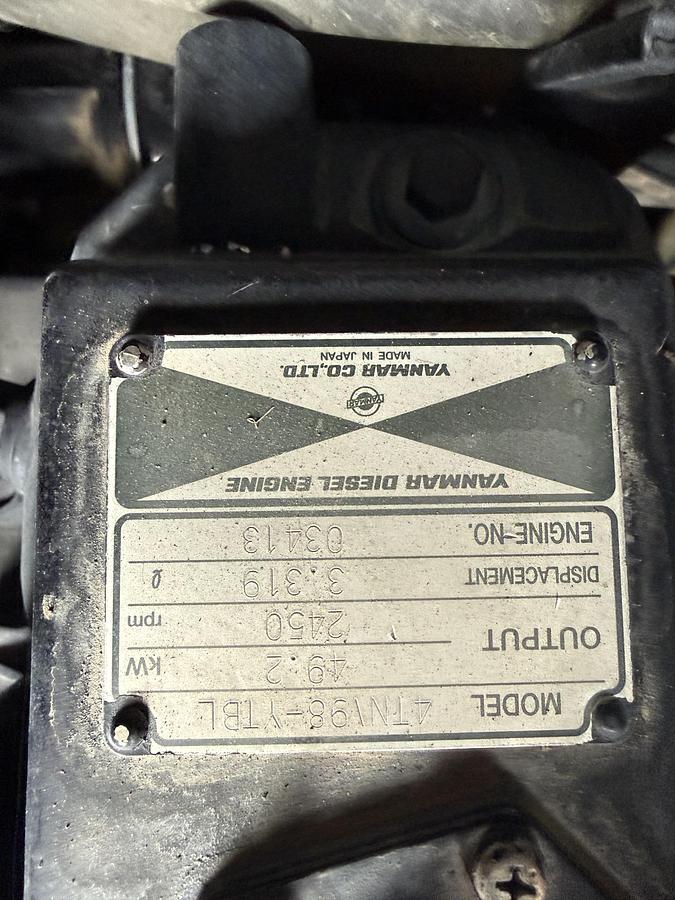 MODEL 4TNV98-YTBL
OUTPUT 49.2 kW
2450 rpm
DISPLACEMENT 3.319 ℓ
ENGINE-NO. 03413
YANMAR DIESEL ENGINE
YANMAR
YANMAR CO.,LTD.
MADE IN JAPAN